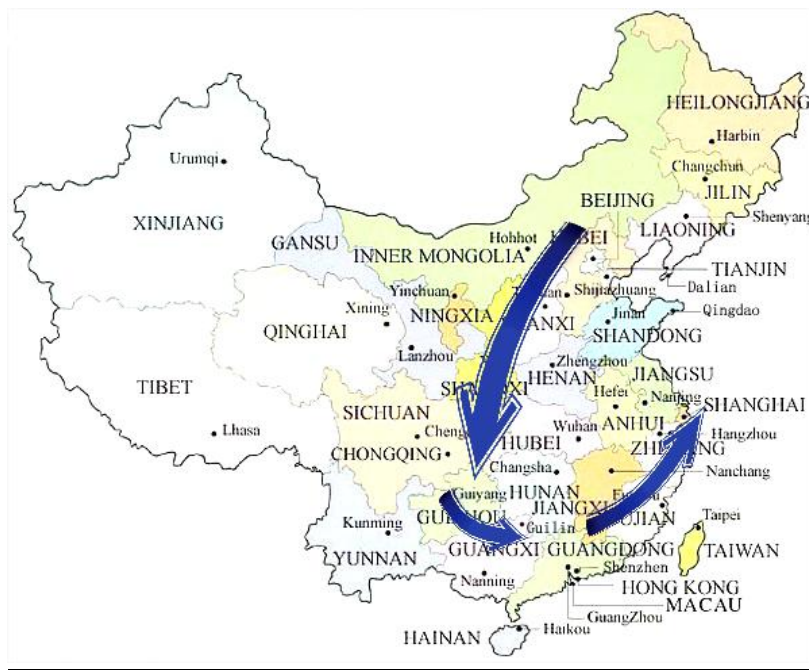 HEILONGJIANG
Harbin
Urumqi
Changchun
JILIN
BEIJING
XINJIANG
Shenyang
LIAONING
GANSU
Hohhot
INNER MONGOLIA
TIANJIN
Dalian
Yinchuan
Shijiazhuang
Xining
NINGXIA
Jinan
Qingdao
QINGHAI
SHANDONG
Lanzhou
Zhengzhou
HENAN
JIANGSU
TIBET
Hefei
Nanjing
SHANGHAI
SICHUAN
ANHUI
Wuhan
Hangzhou
Lhasa
HUBEI
CHONGQING
Changsha
Nanchang
Guiyang
HUNAN
JIANGXI
Taipei
Kunming
Guilin
YUNNAN
GUANGXI
GUANGDONG
TAIWAN
Nanning
Shenzhen
HONG KONG
MACAU
GuangZhou
HAINAN
Haikou